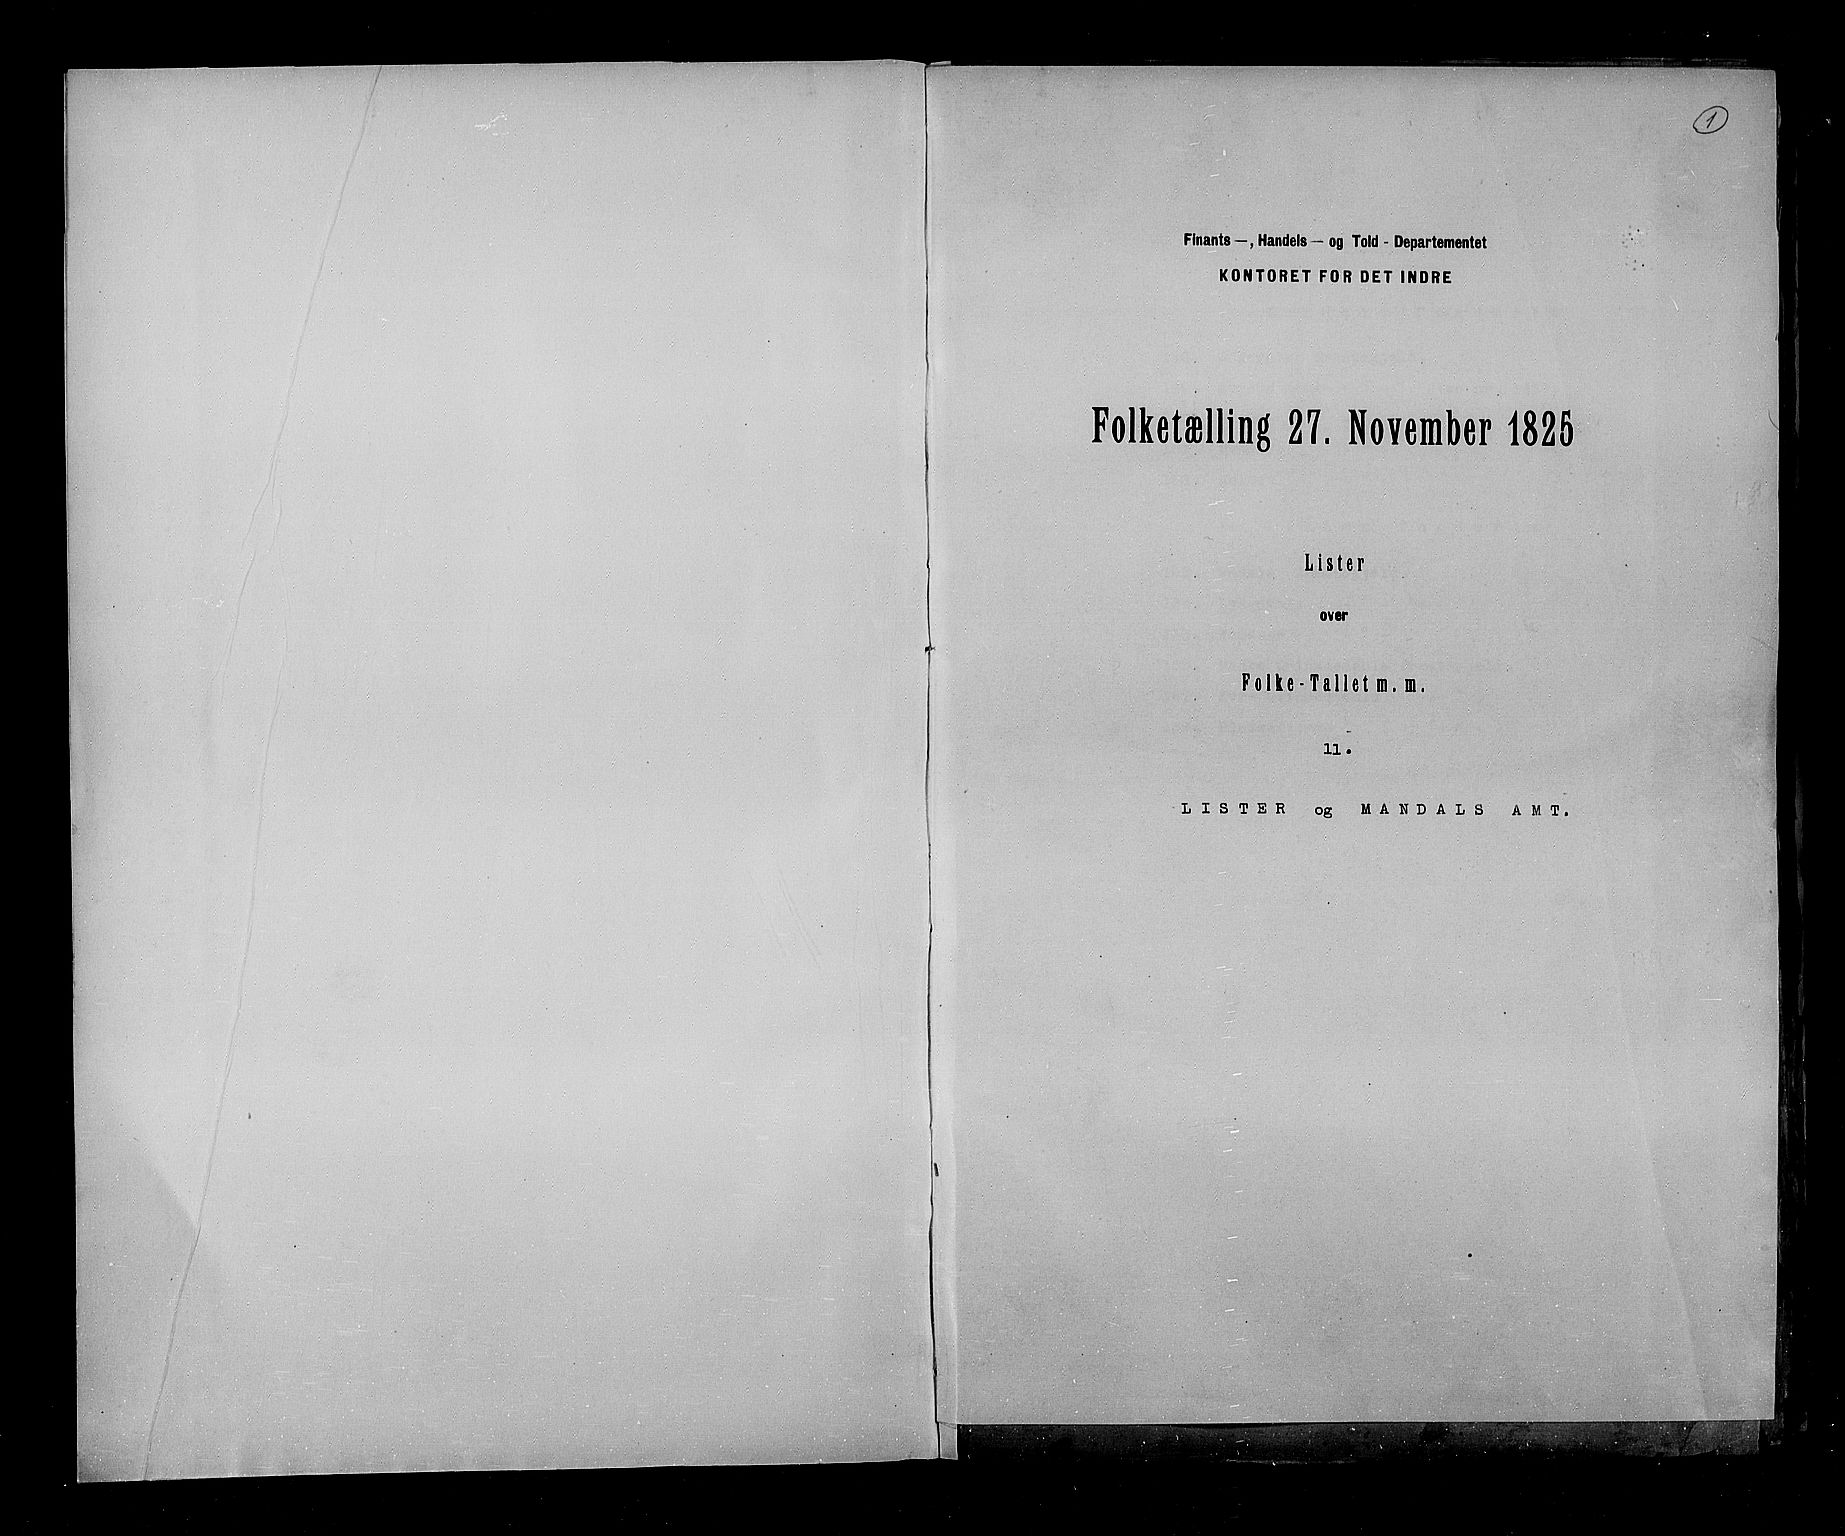 1
Finants —, Handels — og Told - Departementet
KONTORET FOR DET INDRE
Folketælling 27. November 1825
Lister
over
Folke-Tallet m. m.
11.
LISTER og MANDALS AMT.